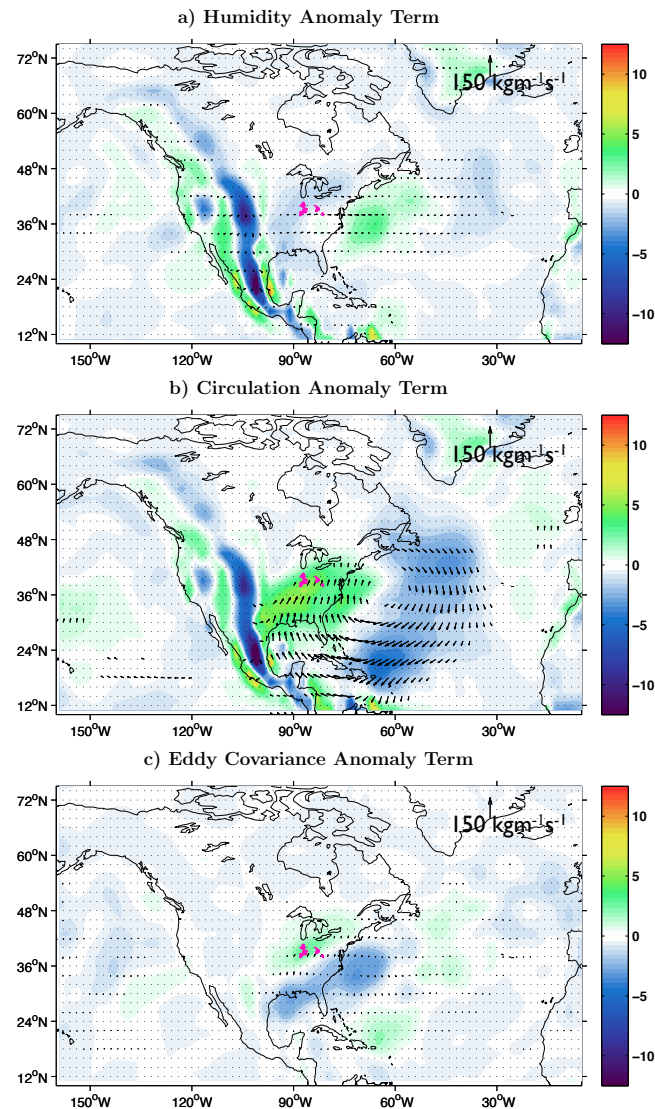 a) Humidity Anomaly Term
72°N
60°N
48°N
36°N
24°N
12°N
150°W 120°W 90°W 60°W 30°W
150 kgm⁻¹s⁻¹
10
5
0
−5
−10
b) Circulation Anomaly Term
72°N
60°N
48°N
36°N
24°N
12°N
150°W 120°W 90°W 60°W 30°W
150 kgm⁻¹s⁻¹
10
5
0
−5
−10
c) Eddy Covariance Anomaly Term
72°N
60°N
48°N
36°N
24°N
12°N
150°W 120°W 90°W 60°W 30°W
150 kgm⁻¹s⁻¹
10
5
0
−5
−10